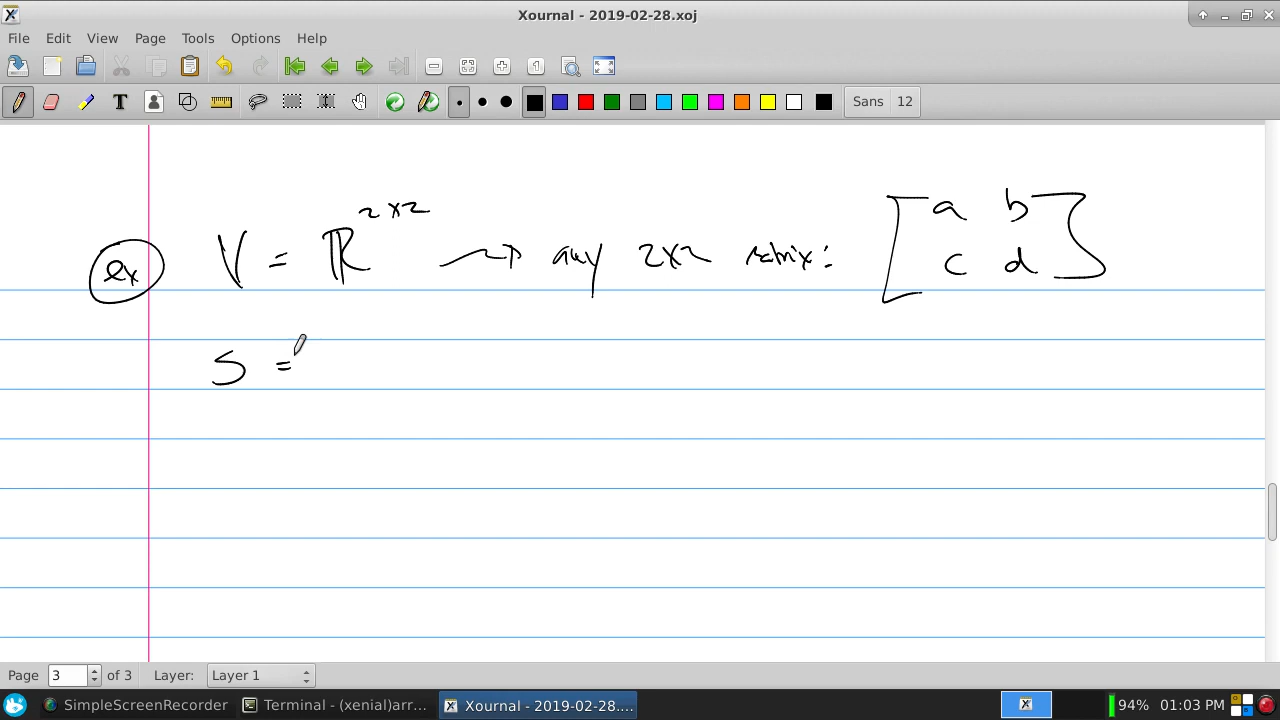 Xournal - 2019-02-28.xoj
File Edit View Page Tools Options Help
Sans 12
ex V = ℝ^{2x2} ⇝ any 2x2 matrix: [a b
c d]
S =
Page 3 of 3 Layer: Layer 1
SimpleScreenRecorder Terminal - (xenial)arr... Xournal - 2019-02-28.... 94% 01:03 PM